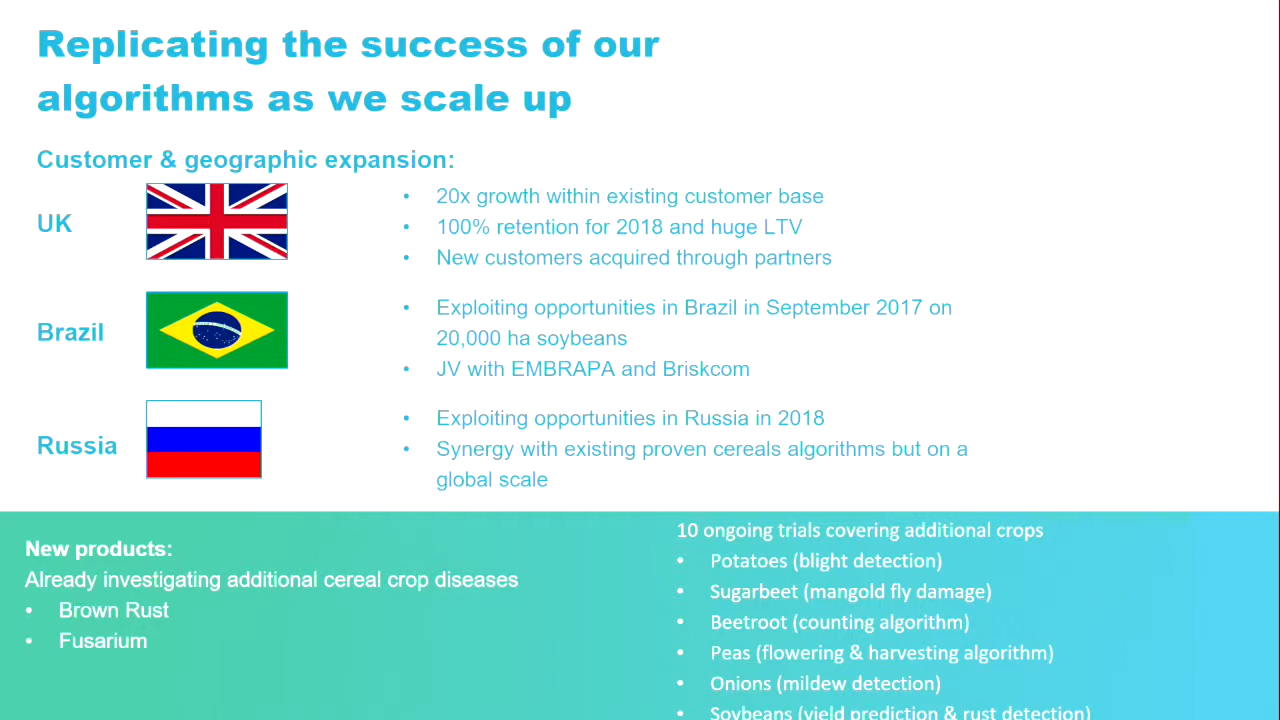 Replicating the success of our
algorithms as we scale up
Customer & geographic expansion:
UK
• 20x growth within existing customer base
• 100% retention for 2018 and huge LTV
• New customers acquired through partners
Brazil
• Exploiting opportunities in Brazil in September 2017 on
20,000 ha soybeans
• JV with EMBRAPA and Briskcom
Russia
• Exploiting opportunities in Russia in 2018
• Synergy with existing proven cereals algorithms but on a
global scale
New products:
Already investigating additional cereal crop diseases
• Brown Rust
• Fusarium
10 ongoing trials covering additional crops
• Potatoes (blight detection)
• Sugarbeet (mangold fly damage)
• Beetroot (counting algorithm)
• Peas (flowering & harvesting algorithm)
• Onions (mildew detection)
• Soybeans (yield prediction & rust detection)